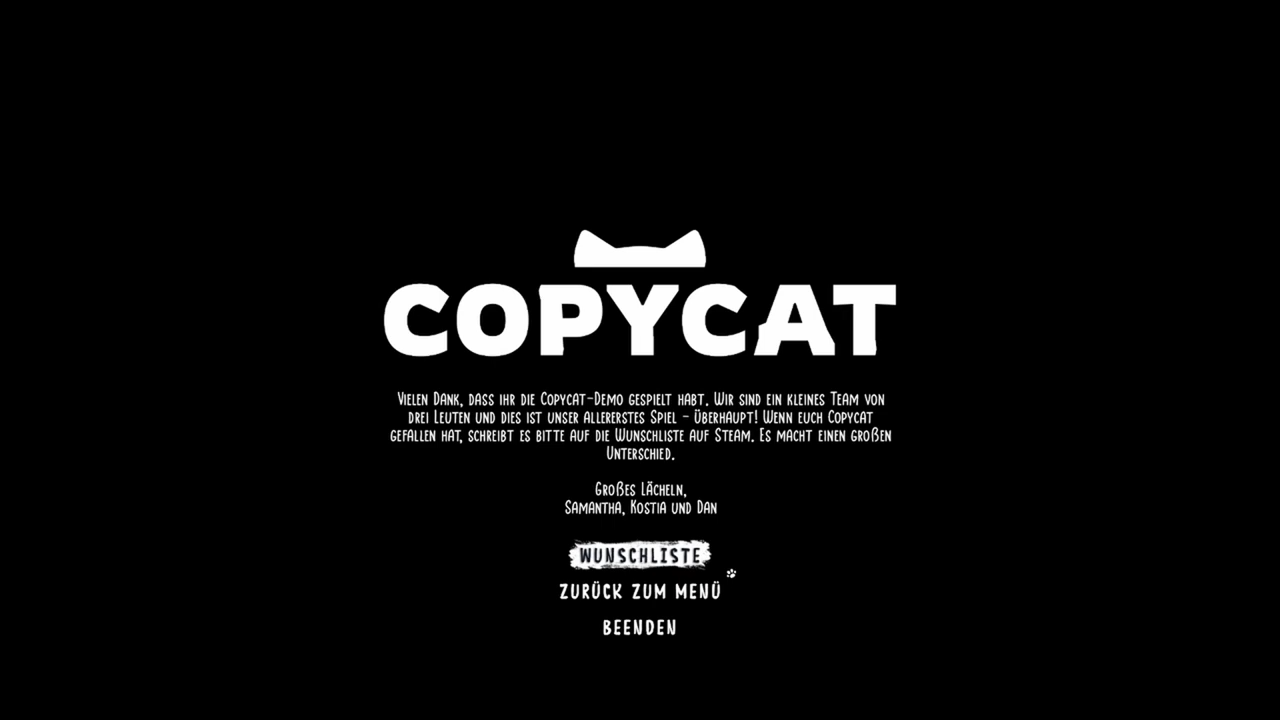 COPYCAT
Vielen Dank, dass ihr die Copycat-Demo gespielt habt. Wir sind ein kleines Team von
drei Leuten und dies ist unser allererstes Spiel - überhaupt! Wenn euch Copycat
gefallen hat, schreibt es bitte auf die Wunschliste auf Steam. Es macht einen großen
Unterschied.
Großes Lächeln,
Samantha, Kostia und Dan
WUNSCHLISTE
ZURÜCK ZUM MENÜ
BEENDEN